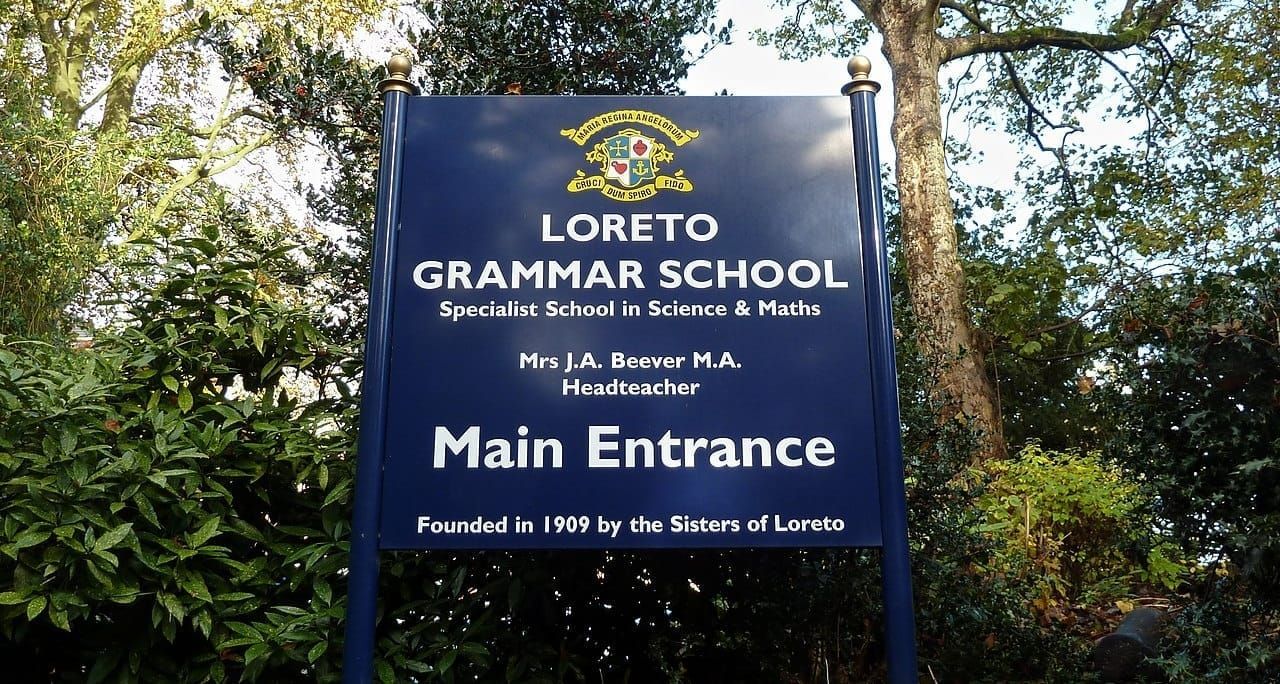 MARIA REGINA ANGELORUM
CRUCI DUM SPIRO FIDO
LORETO
GRAMMAR SCHOOL
Specialist School in Science & Maths
Mrs J.A. Beever M.A.
Headteacher
Main Entrance
Founded in 1909 by the Sisters of Loreto